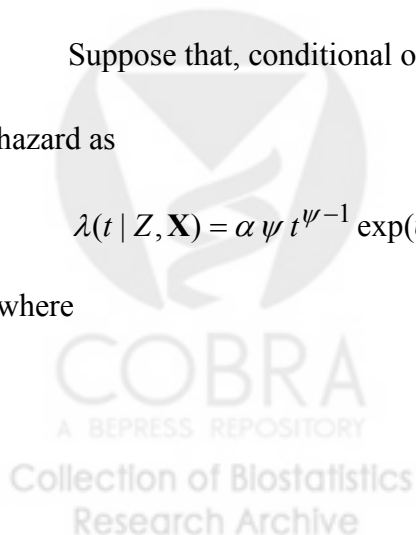 Suppose that, conditional o
hazard as
λ(t | Z, X) = α ψ t^{ψ−1} exp(
where
COBRA
A BEPRESS REPOSITORY
Collection of Biostatistics
Research Archive